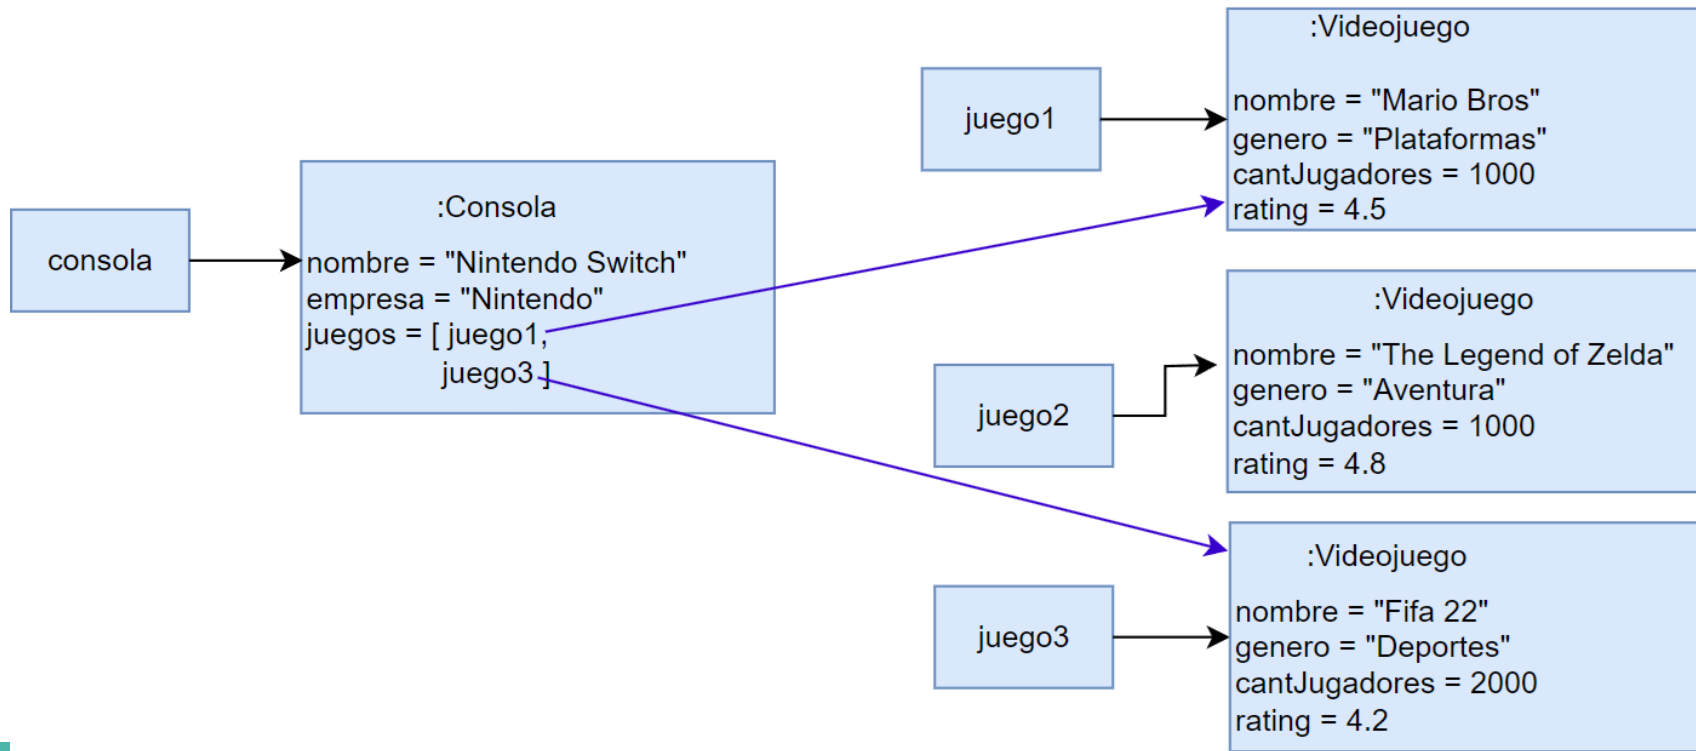 consola
:Consola
nombre = "Nintendo Switch"
empresa = "Nintendo"
juegos = [ juego1,
juego3 ]
juego1
:Videojuego
nombre = "Mario Bros"
genero = "Plataformas"
cantJugadores = 1000
rating = 4.5
juego2
:Videojuego
nombre = "The Legend of Zelda"
genero = "Aventura"
cantJugadores = 1000
rating = 4.8
juego3
:Videojuego
nombre = "Fifa 22"
genero = "Deportes"
cantJugadores = 2000
rating = 4.2